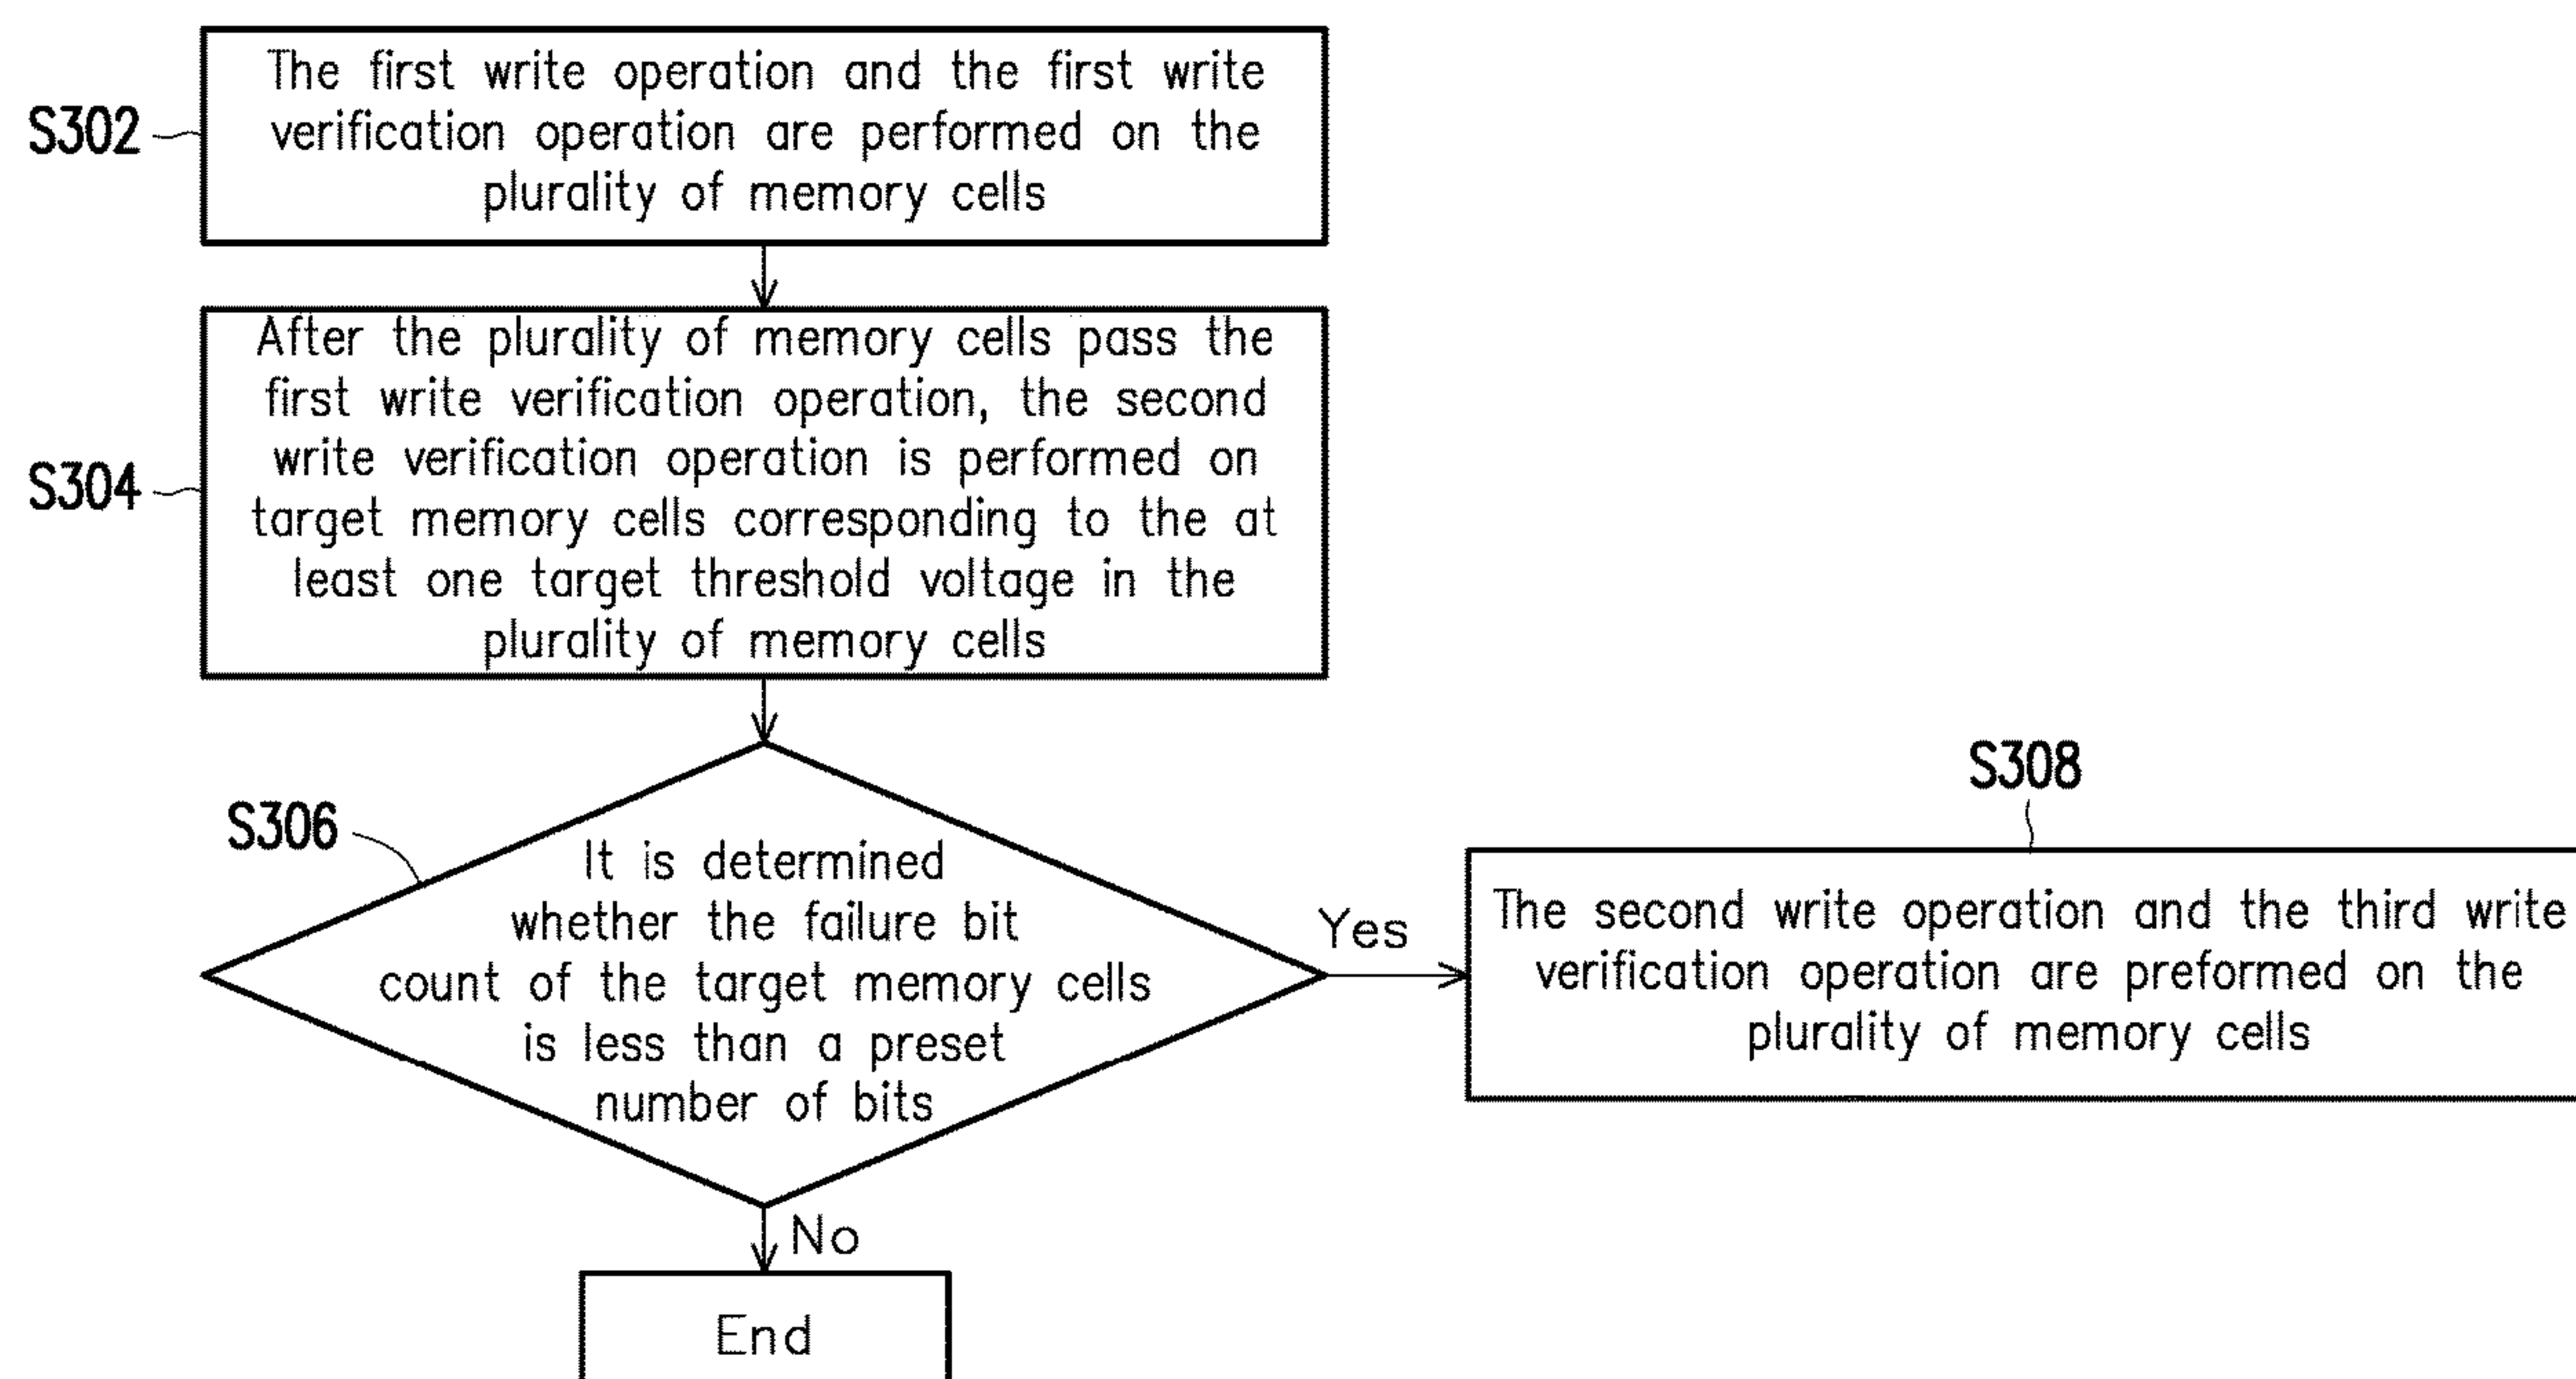 S302
The first write operation and the first write
verification operation are performed on the
plurality of memory cells
S304
After the plurality of memory cells pass the
first write verification operation, the second
write verification operation is performed on
target memory cells corresponding to the at
least one target threshold voltage in the
plurality of memory cells
S306
It is determined
whether the failure bit
count of the target memory cells
is less than a preset
number of bits
Yes
S308
The second write operation and the third write
verification operation are preformed on the
plurality of memory cells
No
End